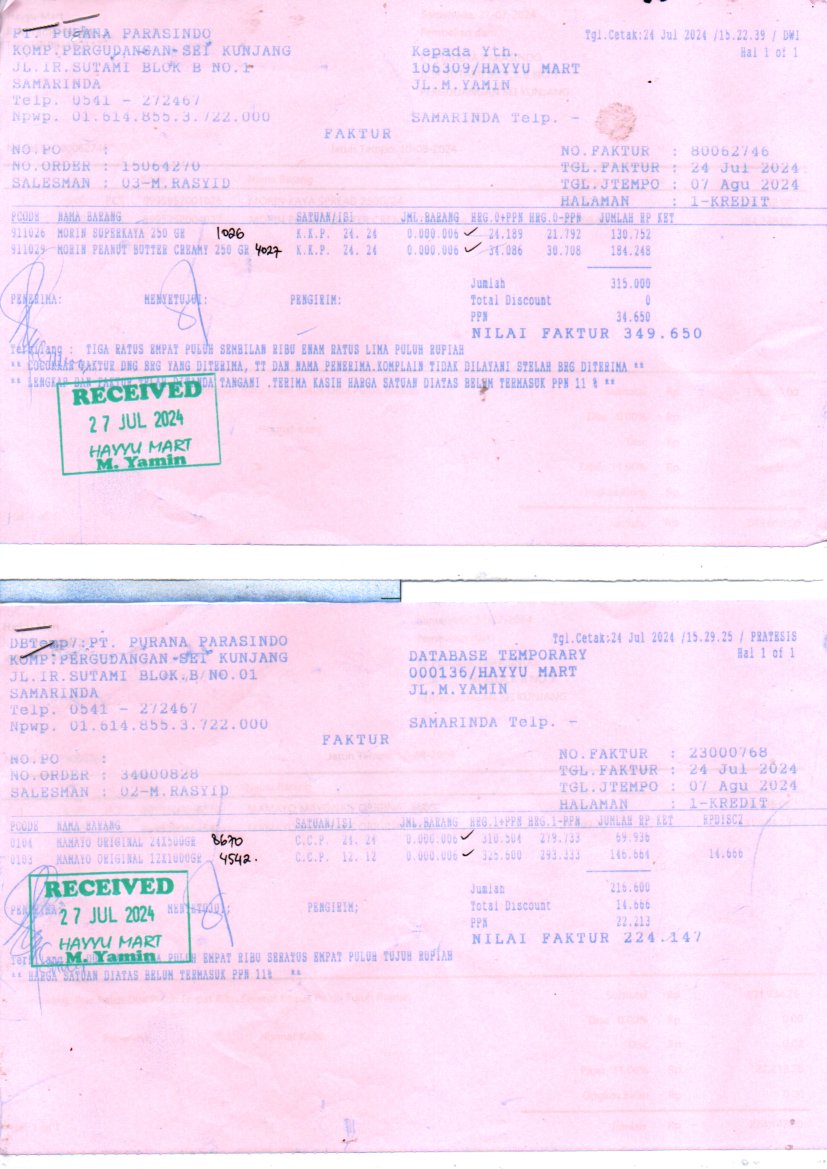 PT. PURANA PARASINDO
KOMP.PERGUDANGAN-SEI KUNJANG
JL.IR.SUTAMI BLOK B NO.1
SAMARINDA
Telp. 0541 - 272467
Npwp. 01.614.855.3.722.000
Tgl.Cetak:24 Jul 2024 /15.22.39 / DWI
Hal 1 of 1
Kepada Yth.
106309/HAYYU MART
JL.M.YAMIN
SAMARINDA Telp. -
FAKTUR
NO.PO :
NO.ORDER : 15064270
SALESMAN : 03-M.RASYID
NO.FAKTUR : 80062746
TGL.FAKTUR : 24 Jul 2024
TGL.JTEMPO : 07 Agu 2024
HALAMAN : 1-KREDIT
PCODE NAMA BARANG SATUAN/ISI JML.BARANG HRG.0+PPN HRG.0-PPN JUMLAH RP KET
911026 MORIN SUPERKAYA 250 GR 1026 K.K.P. 24. 24 0.000.006 24.189 21.792 130.752
911029 MORIN PEANUT BUTTER CREAMY 250 GR 4027 K.K.P. 24. 24 0.000.006 34.086 30.708 184.248
Jumlah 315.000
PENERIMA: MENYETUJUI: PENGIRIM: Total Discount 0
PPN 34.650
NILAI FAKTUR 349.650
Terbilang : TIGA RATUS EMPAT PULUH SEMBILAN RIBU ENAM RATUS LIMA PULUH RUPIAH
** COCOKKAN FAKTUR DNG BRG YANG DITERIMA, TT DAN NAMA PENERIMA.KOMPLAIN TIDAK DILAYANI STELAH BRG DITERIMA **
** LENGKAP DAN FAKTUR TELAH DITANDA TANGANI .TERIMA KASIH HARGA SATUAN DIATAS BELUM TERMASUK PPN 11 % **
RECEIVED
27 JUL 2024
HAYYU MART
M. Yamin
DBTemp7:PT. PURANA PARASINDO
KOMP:PERGUDANGAN-SEI KUNJANG
JL.IR.SUTAMI BLOK.B/NO.01
SAMARINDA
Telp. 0541 - 272467
Npwp. 01.614.855.3.722.000
Tgl.Cetak:24 Jul 2024 /15.29.25 / PRATESIS
Hal 1 of 1
DATABASE TEMPORARY
000136/HAYYU MART
JL.M.YAMIN
SAMARINDA Telp. -
FAKTUR
NO.PO :
NO.ORDER : 34000828
SALESMAN : 02-M.RASYID
NO.FAKTUR : 23000768
TGL.FAKTUR : 24 Jul 2024
TGL.JTEMPO : 07 Agu 2024
HALAMAN : 1-KREDIT
PCODE NAMA BARANG SATUAN/ISI JML.BARANG HRG.1+PPN HRG.1-PPN JUMLAH RP KET RPDISC2
0104 MAMAYO ORIGINAL 24X500GR 8670 C.C.P. 24. 24 0.000.006 310.504 279.733 69.936
0103 MAMAYO ORIGINAL 12X1000GR 4542. C.C.P. 12. 12 0.000.006 325.600 293.333 146.664 14.666
Jumlah 216.600
MENYETUJUI; PENGIRIM; Total Discount 14.666
PPN 22.213
NILAI FAKTUR 224.147
PULUH EMPAT RIBU SERATUS EMPAT PULUH TUJUH RUPIAH
** HARGA SATUAN DIATAS BELUM TERMASUK PPN 11% **
RECEIVED
27 JUL 2024
HAYYU MART
M. Yamin